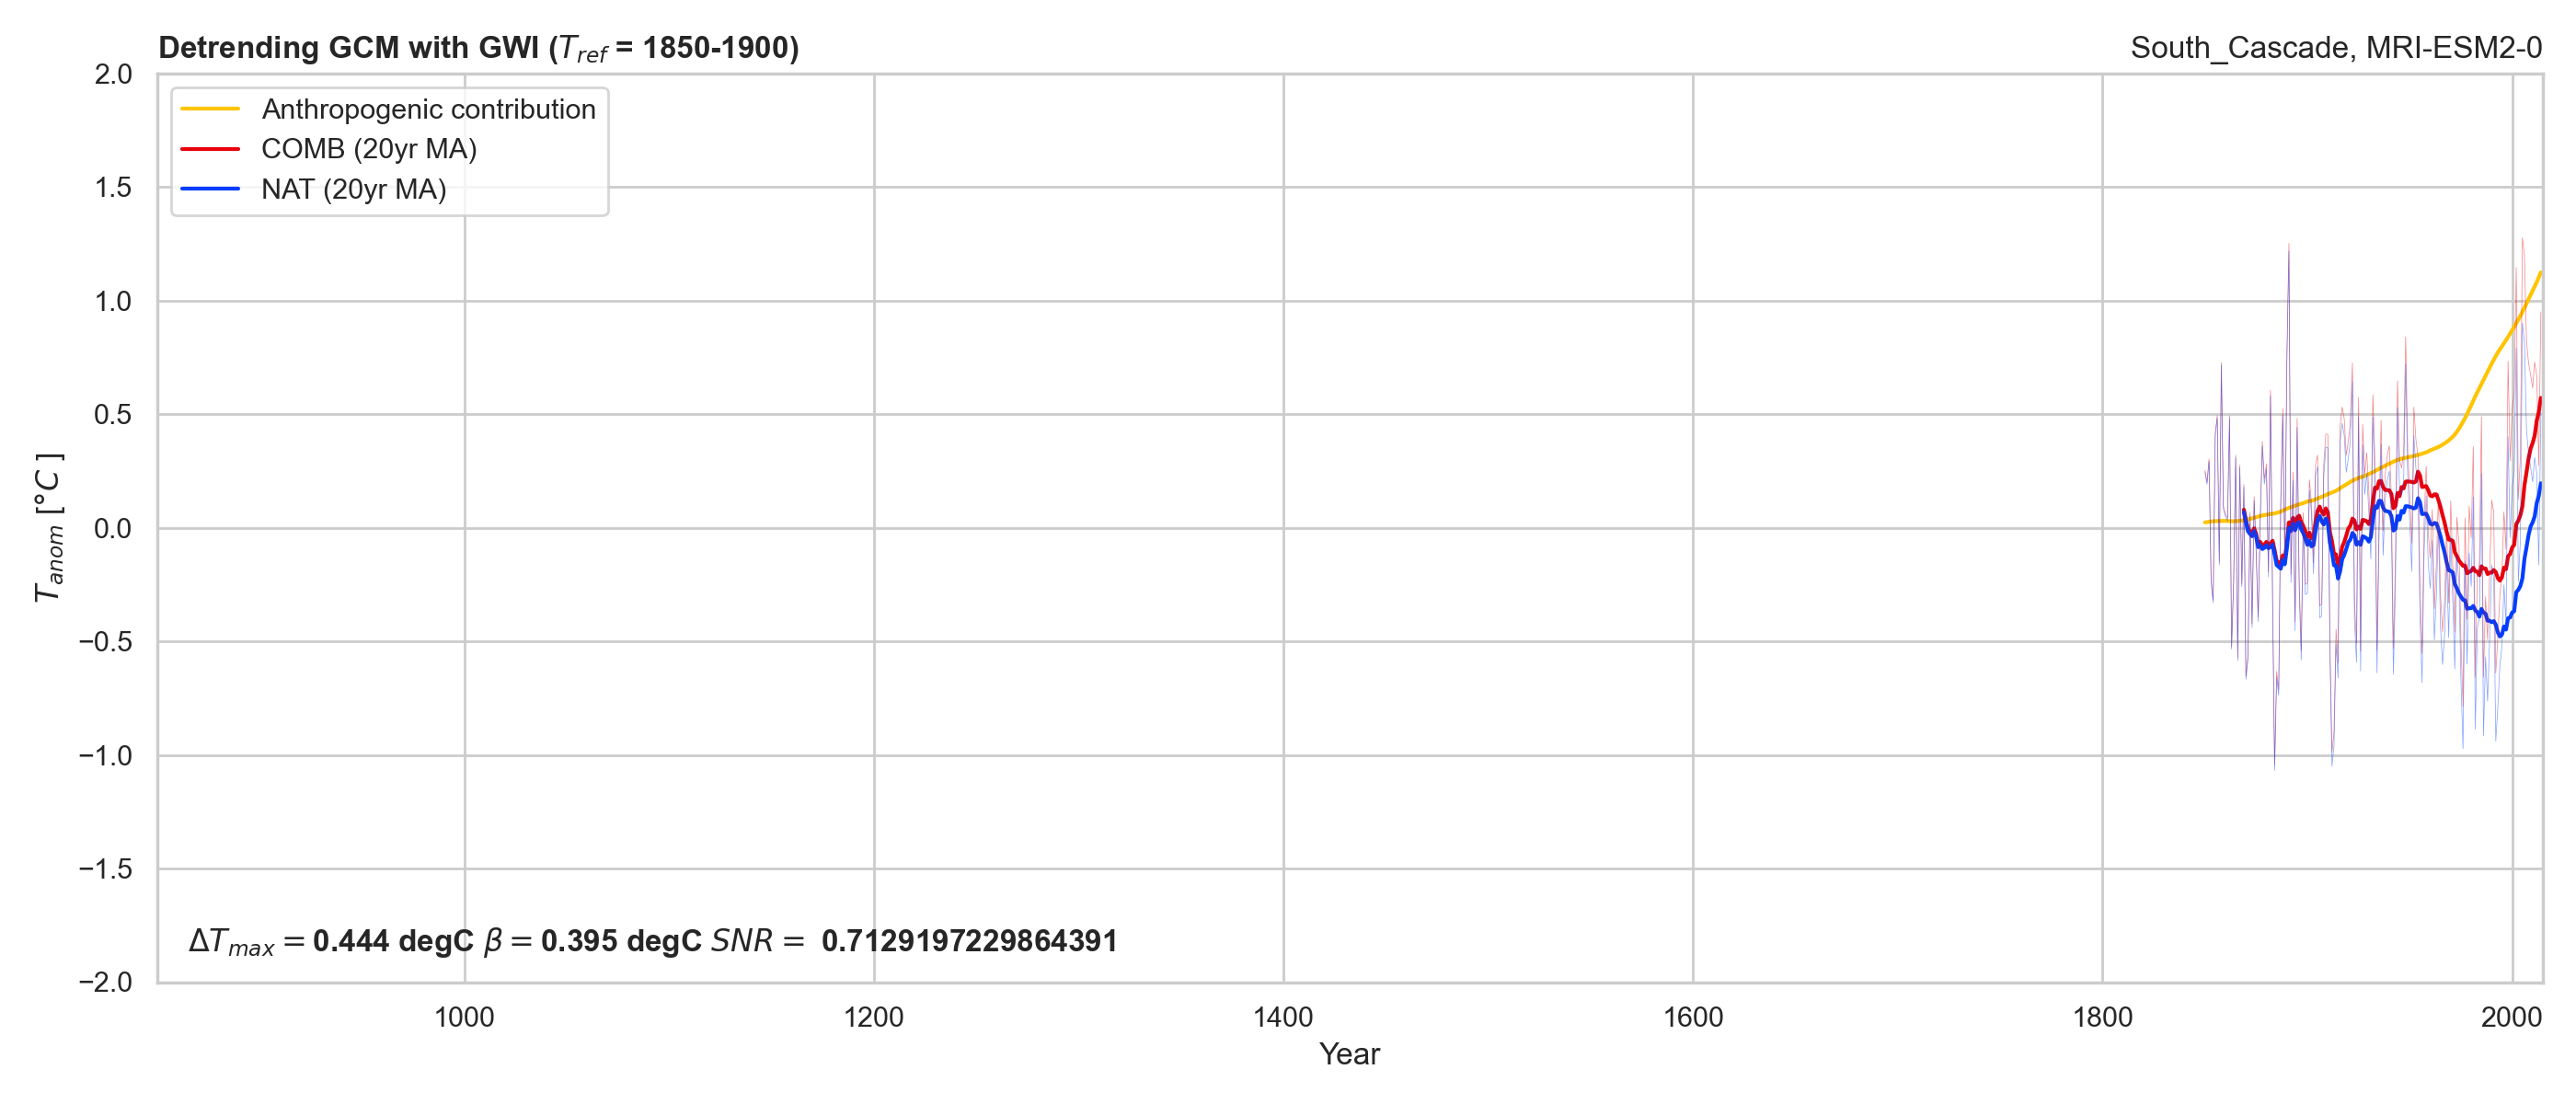 Detrending GCM with GWI (T_ref = 1850-1900)
South_Cascade, MRI-ESM2-0
Anthropogenic contribution
COMB (20yr MA)
NAT (20yr MA)
2.0
1.5
1.0
0.5
0.0
−0.5
−1.0
−1.5
−2.0
T_anom [°C ]
ΔT_max = 0.444 degC β = 0.395 degC SNR = 0.7129197229864391
1000 1200 1400 1600 1800 2000
Year